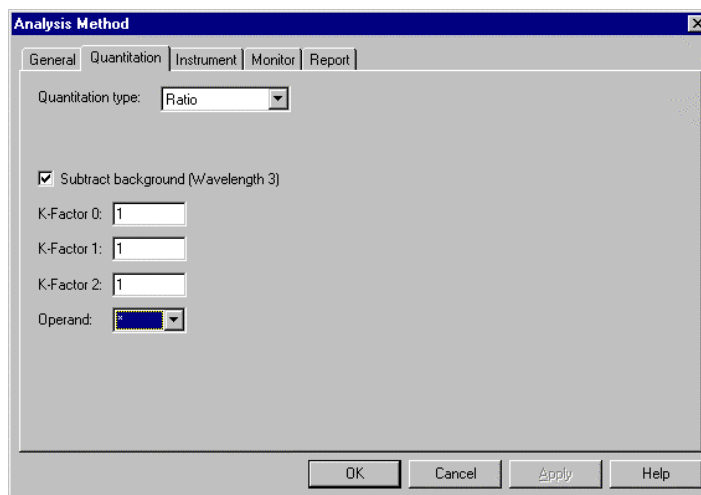 Analysis Method
General Quantitation Instrument Monitor Report
Quantitation type: Ratio
Subtract background (Wavelength 3)
K-Factor 0: 1
K-Factor 1: 1
K-Factor 2: 1
Operand: *
OK Cancel Apply Help